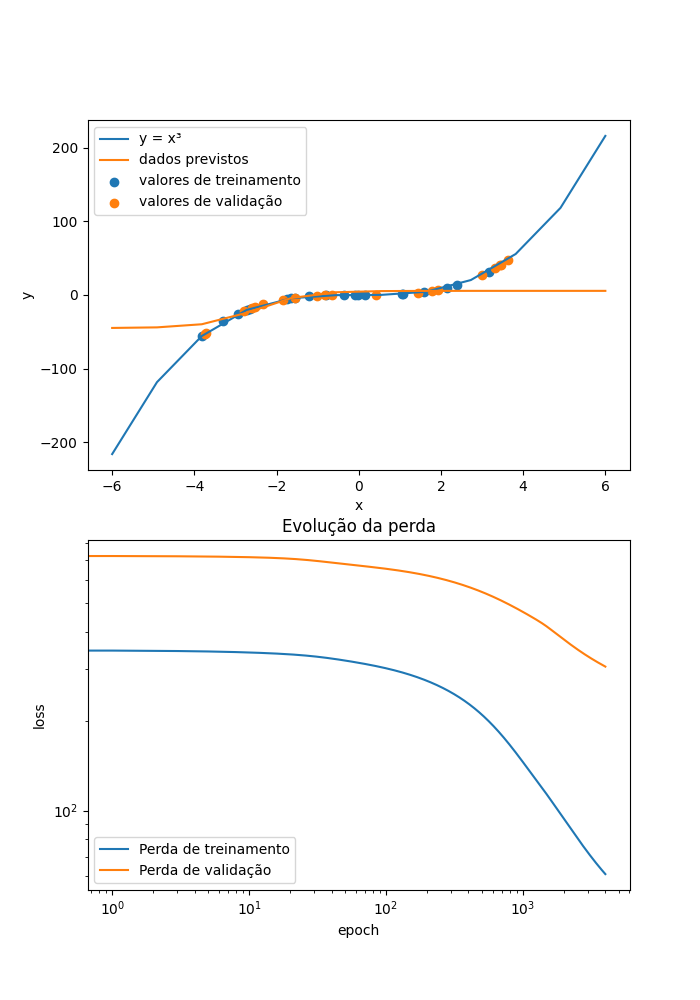 y = x³
dados previstos
valores de treinamento
valores de validação
200
100
0
−100
−200
y
−6 −4 −2 0 2 4 6
x
Evolução da perda
10²
loss
Perda de treinamento
Perda de validação
10⁰ 10¹ 10² 10³
epoch